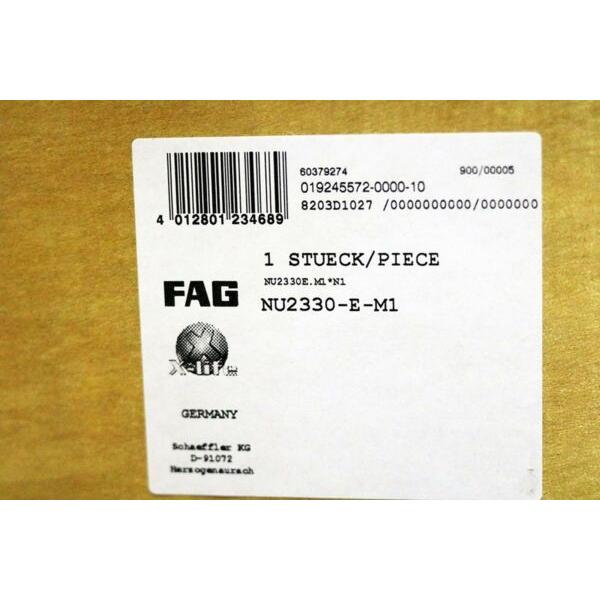 60379274 900/00005
019245572-0000-10
8203D1027 /0000000000/0000000
4 012801 234689
1 STUECK/PIECE
NU2330E.M1*N1
FAG
NU2330-E-M1
X-life
GERMANY
Schaeffler KG
D-91072
Herzogenaurach